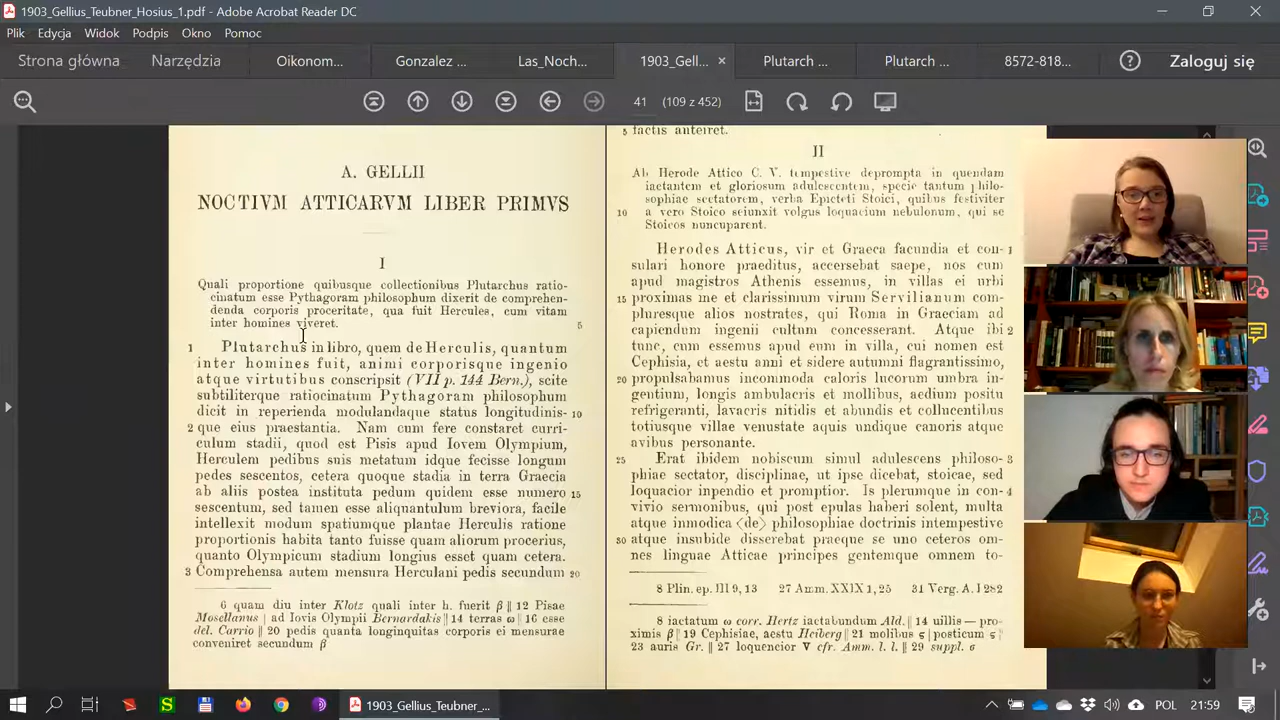 1903_Gellius_Teubner_Hosius_1.pdf - Adobe Acrobat Reader DC
Plik Edycja Widok Podpis Okno Pomoc
Strona główna Narzędzia Oikonom... Gonzalez ... Las_Noch... 1903_Gell... × Plutarch ... Plutarch ... 8572-818... Zaloguj się
41 (109 z 452)
A. GELLII
NOCTIVM ATTICARVM LIBER PRIMVS
I
Quali proportione quibusque collectionibus Plutarchus ratio-
cinatum esse Pythagoram philosophum dixerit de comprehen-
denda corporis proceritate, qua fuit Hercules, cum vitam
inter homines viveret. 5
1 Plutarchus in libro, quem de Herculis, quantum
inter homines fuit, animi corporisque ingenio
atque virtutibus conscripsit (VII p. 144 Bern.), scite
subtiliterque ratiocinatum Pythagoram philosophum
dicit in reperienda modulandaque status longitudinis- 10
2 que eius praestantia. Nam cum fere constaret curri-
culum stadii, quod est Pisis apud Iovem Olympium,
Herculem pedibus suis metatum idque fecisse longum
pedes sescentos, cetera quoque stadia in terra Graecia
ab aliis postea instituta pedum quidem esse numero 15
sescentum, sed tamen esse aliquantulum breviora, facile
intellexit modum spatiumque plantae Herculis ratione
proportionis habita tanto fuisse quam aliorum procerius,
quanto Olympicum stadium longius esset quam cetera.
3 Comprehensa autem mensura Herculani pedis secundum 20
6 quam diu inter Klotz quali inter h. fuerit β || 12 Pisae
Mosellanus | ad Iovis Olympii Bernardakis || 14 terras ω || 16 esse
del. Carrio || 20 pedis quanta longinquitas corporis ei mensurae
conveniret secundum β
5 factis anteiret.
II
Ab Herode Attico C. V. tempestive deprompta in quendam
iactantem et gloriosum adulescentem, specie tantum philo-
sophiae sectatorem, verba Epicteti Stoici, quibus festiviter
10 a vero Stoico seiunxit volgus loquacium nebulonum, qui se
Stoicos nuncuparent.
Herodes Atticus, vir et Graeca facundia et con- 1
sulari honore praeditus, accersebat saepe, nos cum
apud magistros Athenis essemus, in villas ei urbi
15 proximas me et clarissimum virum Servilianum com-
pluresque alios nostrates, qui Roma in Graeciam ad
capiendum ingenii cultum concesserant. Atque ibi 2
tunc, cum essemus apud eum in villa, cui nomen est
Cephisia, et aestu anni et sidere autumni flagrantissimo,
20 propulsabamus incommoda caloris lucorum umbra in-
gentium, longis ambulacris et mollibus, aedium positu
refrigeranti, lavacris nitidis et abundis et collucentibus
totiusque villae venustate aquis undique canoris atque
avibus personante.
25 Erat ibidem nobiscum simul adulescens philoso- 3
phiae sectator, disciplinae, ut ipse dicebat, stoicae, sed
loquacior inpendio et promptior. Is plerumque in con- 4
vivio sermonibus, qui post epulas haberi solent, multa
atque inmodica <de> philosophiae doctrinis intempestive
30 atque insubide disserebat praeque se uno ceteros om-
nes linguae Atticae principes gentemque omnem to-
8 Plin. ep. III 9, 13 27 Amm. XXIX 1, 25 31 Verg. A. I 282
8 iactatum ω corr. Hertz iactabundum Ald. || 14 uillis — pro-
ximis β || 19 Cephisiae, aestu Heiberg || 21 molibus ς | posticum ς
23 auris Gr. || 27 loquencior V cfr. Amm. l. l. || 29 suppl. σ
1903_Gellius_Teubner_...
POL 21:59